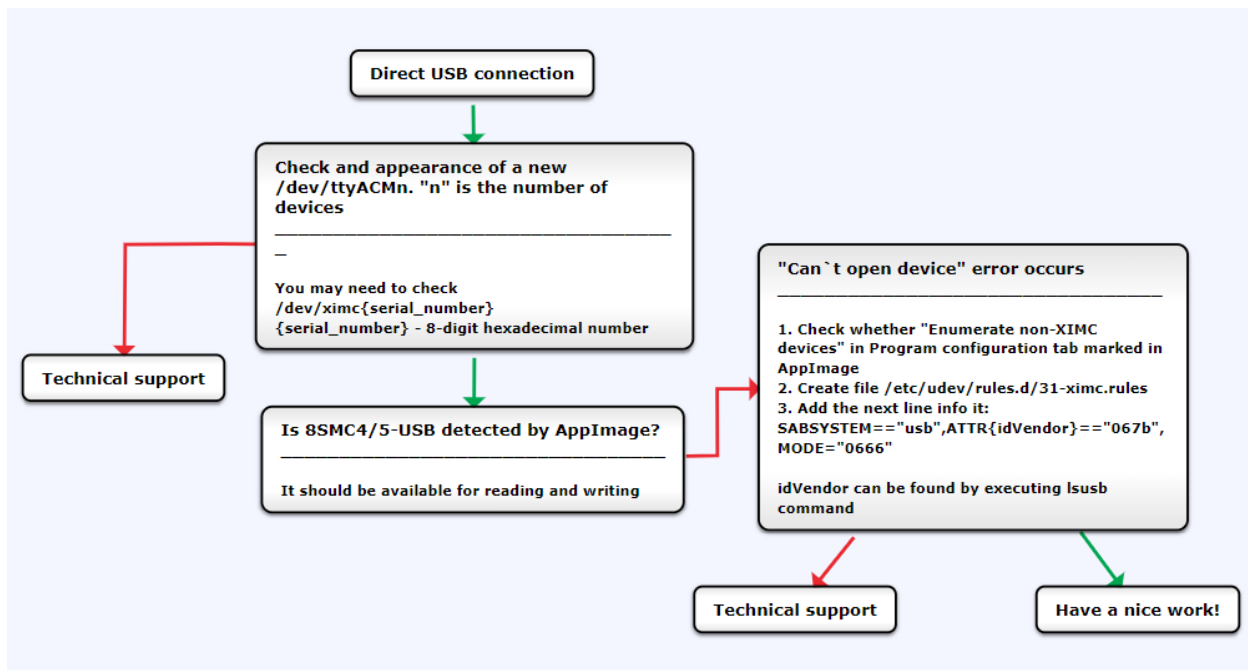 Direct USB connection
Check and appearance of a new
/dev/ttyACMn. "n" is the number of
devices
_____________________________________
_
You may need to check
/dev/ximc{serial_number}
{serial_number} - 8-digit hexadecimal number
Technical support
Is 8SMC4/5-USB detected by AppImage?
____________________________________
It should be available for reading and writing
"Can`t open device" error occurs
____________________________________
1. Check whether "Enumerate non-XIMC
devices" in Program configuration tab marked in
AppImage
2. Create file /etc/udev/rules.d/31-ximc.rules
3. Add the next line info it:
SABSYSTEM=="usb",ATTR{idVendor}=="067b",
MODE="0666"
idVendor can be found by executing lsusb
command
Technical support
Have a nice work!